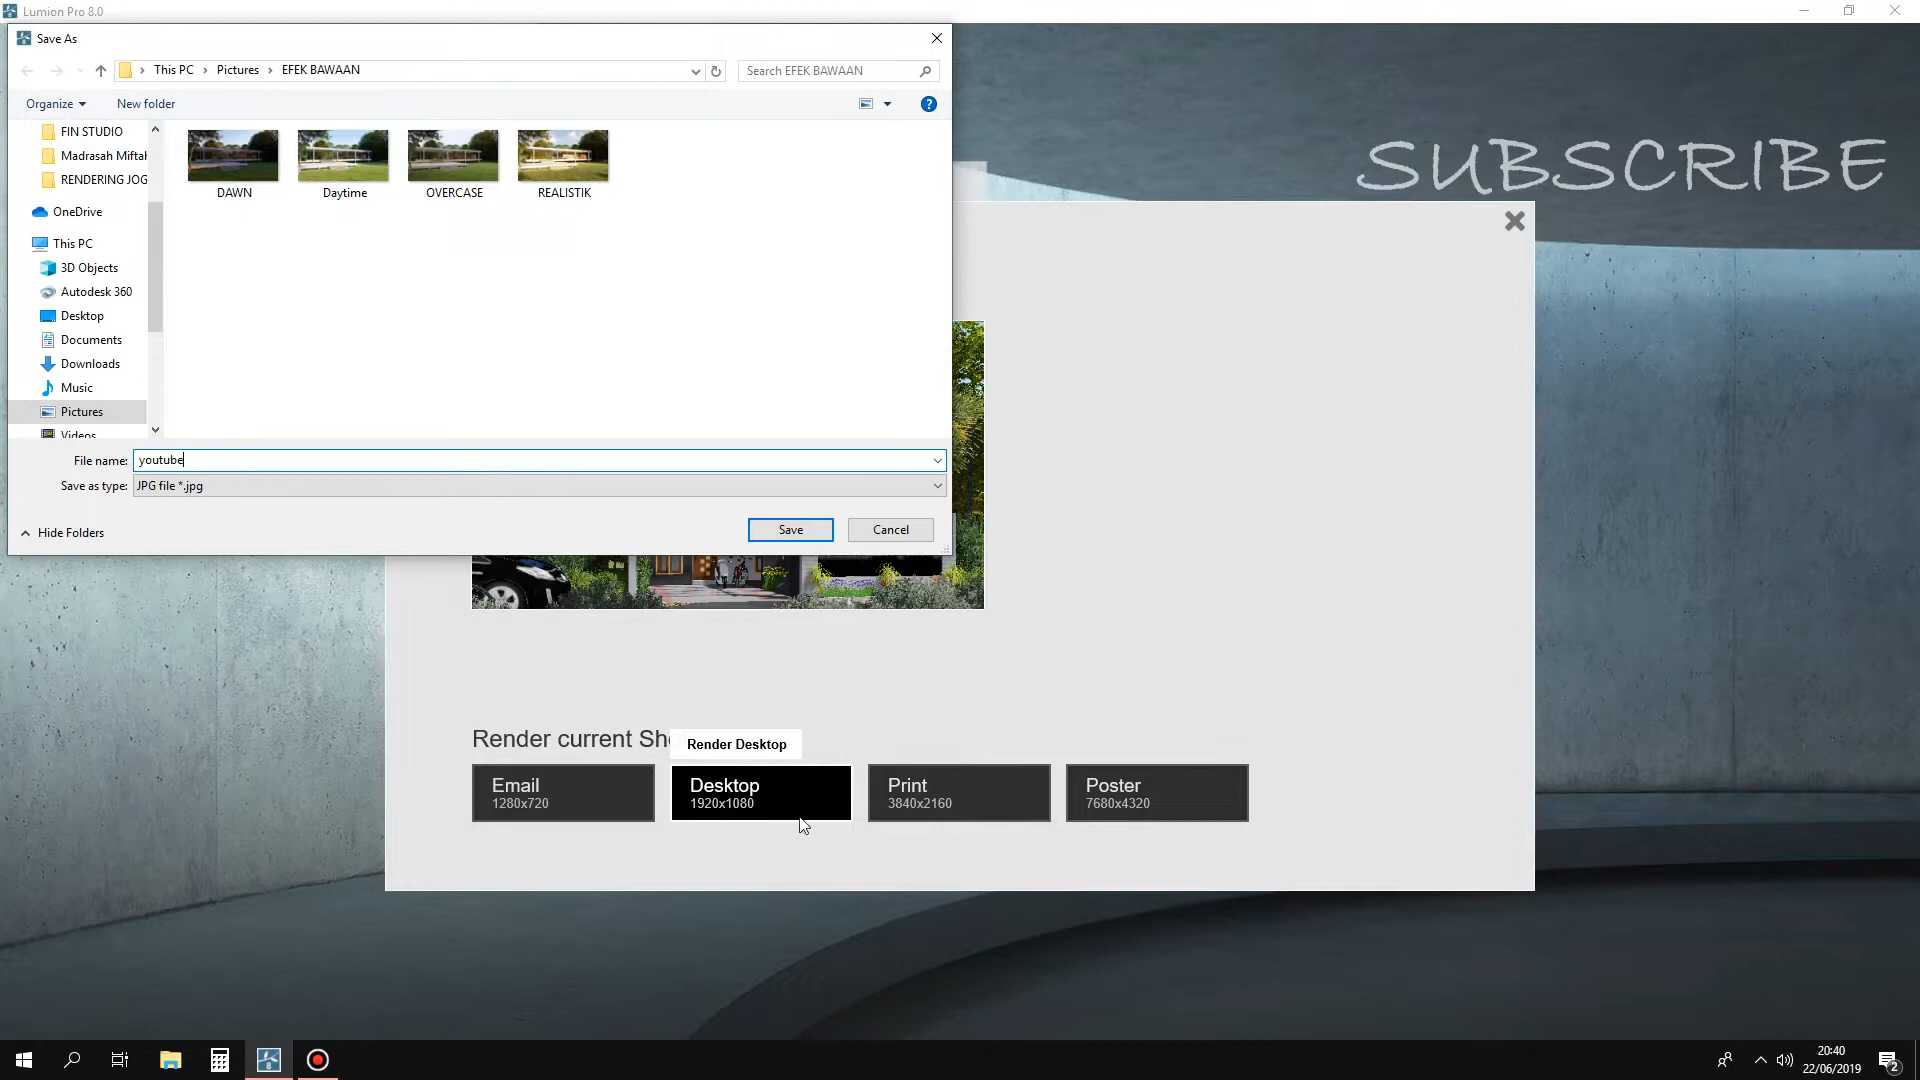 Lumion Pro 8.0
Save As
This PC
Pictures
EFEK BAWAAN
Search EFEK BAWAAN
Organize
New folder
FIN STUDIO
Madrasah Miftah
RENDERING JOG
OneDrive
This PC
3D Objects
Autodesk 360
Desktop
Documents
Downloads
Music
Pictures
Videos
DAWN
Daytime
OVERCASE
REALISTIK
File name: youtube
Save as type: JPG file *.jpg
Hide Folders
Save
Cancel
SUBSCRIBE
Render current Sho
Render Desktop
Email
1280x720
Desktop
1920x1080
Print
3840x2160
Poster
7680x4320
20:40
22/06/2019
2